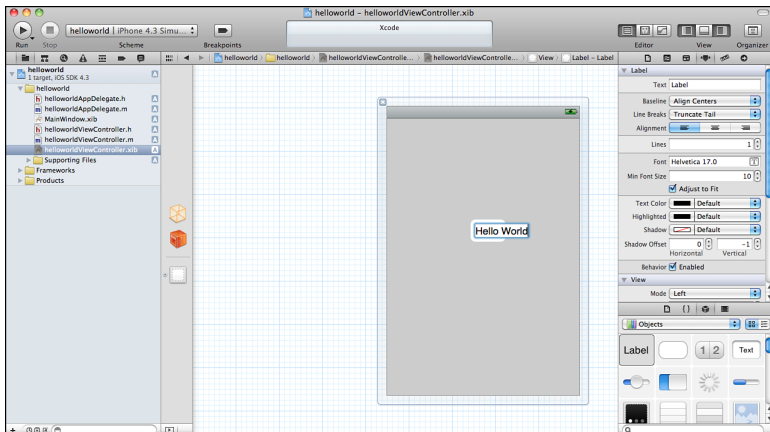 helloworld – helloworldViewController.xib
helloworld | iPhone 4.3 Simu...
Xcode
Run
Stop
Scheme
Breakpoints
Editor
View
Organizer
helloworld
helloworld
helloworldViewControlle...
helloworldViewControlle...
View
Label – Label
helloworld
1 target, iOS SDK 4.3
helloworld
helloworldAppDelegate.h
helloworldAppDelegate.m
MainWindow.xib
helloworldViewController.h
helloworldViewController.m
helloworldViewController.xib
Supporting Files
Frameworks
Products
Hello World
Label
Text Label
Baseline Align Centers
Line Breaks Truncate Tail
Alignment
Lines 1
Font Helvetica 17.0
Min Font Size 10
Adjust to Fit
Text Color Default
Highlighted Default
Shadow Default
Shadow Offset 0 -1
Horizontal Vertical
Behavior Enabled
View
Mode Left
Objects
Label 1 2 Text